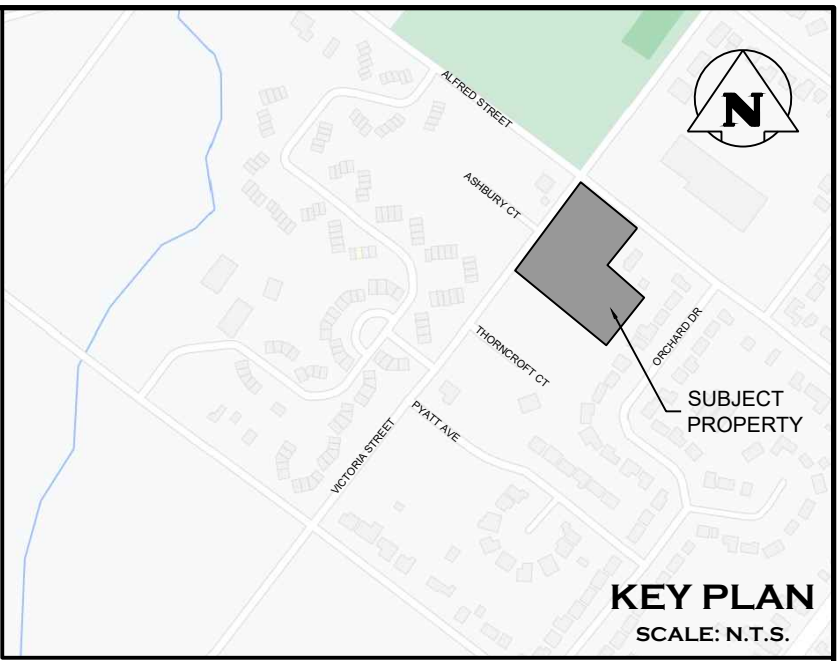 ALFRED STREET
N
ASHBURY CT
THORNCROFT CT
ORCHARD DR
SUBJECT
PROPERTY
PYATT AVE
VICTORIA STREET
KEY PLAN
SCALE: N.T.S.